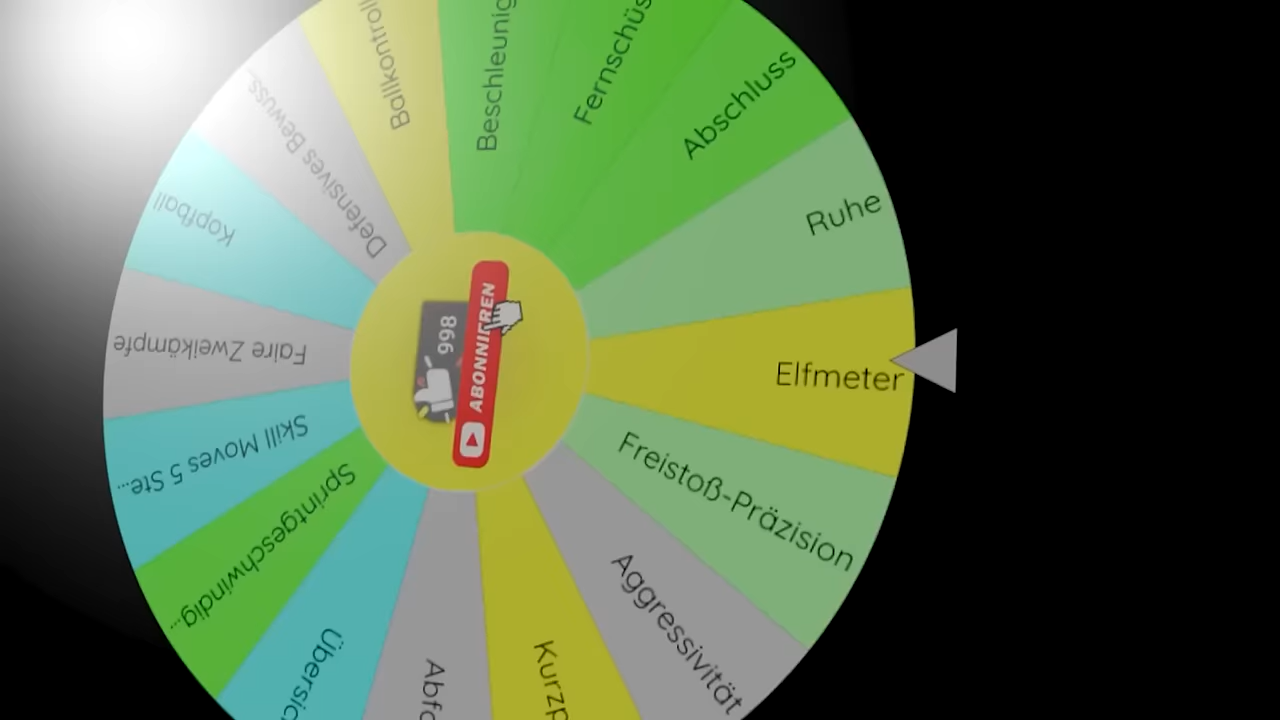 Ballkontroll
Beschleunig
Fernschüs
Abschluss
Ruhe
Elfmeter
Freistoß-Präzision
Aggressivität
Kurzp
Abfa
Übersic
Sprintgeschwindig...
Skill Moves 5 Ste...
Faire Zweikämpfe
Kopfball
Defensives Bewuss
998
ABONNIEREN